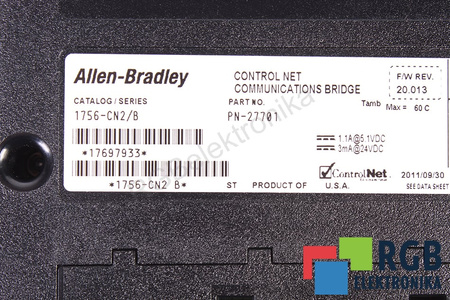 Allen-Bradley
CONTROL NET
COMMUNICATIONS BRIDGE
F/W REV.
20.013
CATALOG / SERIES
1756-CN2/B
PART NO.
PN-27701
Tamb Max = 60 C
*17697933*
1.1A@5.1VDC
3mA@24VDC
*1756-CN2 B*
ST PRODUCT OF U.S.A.
ControlNet
2011/09/30
SEE DATA SHEET
RGB
ELEKTRONIKA